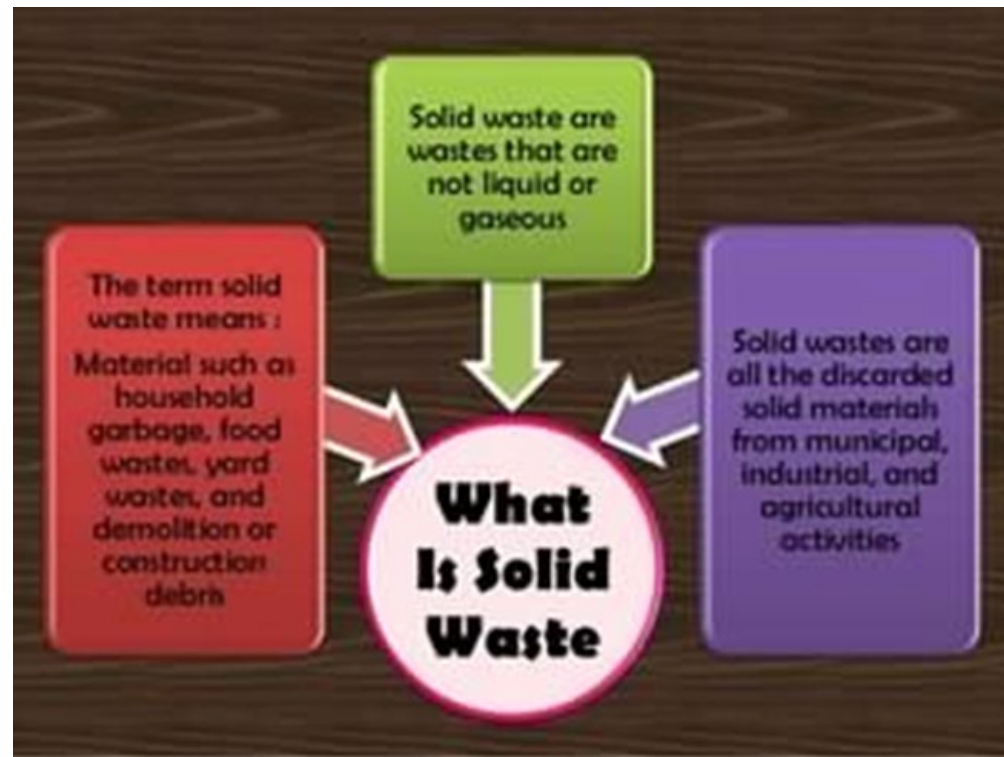 Solid waste are
wastes that are
not liquid or
gaseous
The term solid
waste means :
Material such as
household
garbage, food
wastes, yard
wastes, and
demolition or
construction
debris
Solid wastes are
all the discarded
solid materials
from municipal,
industrial, and
agricultural
activities
What
Is Solid
Waste